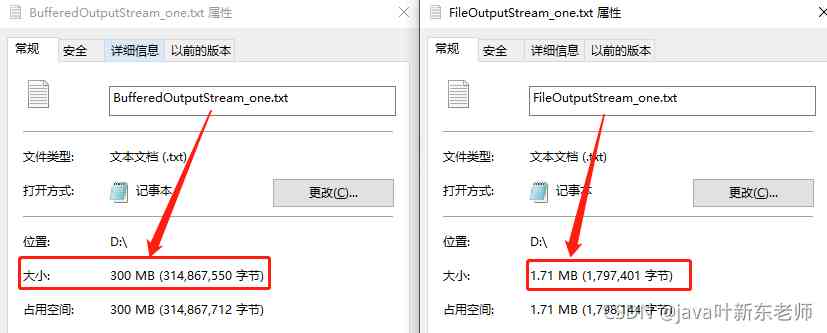 BufferedOutputStream_one.txt 属性
常规 安全 详细信息 以前的版本
BufferedOutputStream_one.txt
文件类型: 文本文档 (.txt)
打开方式: 记事本 更改(C)...
位置: D:\
大小: 300 MB (314,867,550 字节)
占用空间: 300 MB (314,867,712 字节)
FileOutputStream_one.txt 属性
常规 安全 详细信息 以前的版本
FileOutputStream_one.txt
文件类型: 文本文档 (.txt)
打开方式: 记事本 更改(C)...
位置: D:\
大小: 1.71 MB (1,797,401 字节)
占用空间: 1.71 MB (1,798,144 字节)
CSDN @java叶新东老师